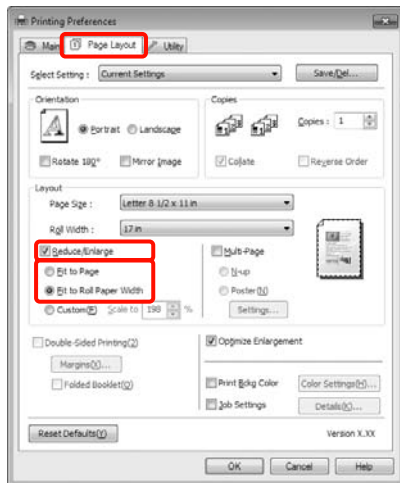 Printing Preferences
Main Page Layout Utility
Select Setting : Current Settings Save/Del...
Orientation
Copies
A
Portrait Landscape
Copies : 1
Rotate 180° Mirror Image
Collate Reverse Order
Layout
Page Size : Letter 8 1/2 x 11 in
Roll Width : 17 in
Reduce/Enlarge
Multi-Page
Fit to Page
N-up
Fit to Roll Paper Width
Poster(N)
Custom(F) Scale to 198 %
Settings...
Double-Sided Printing(2)
Optimize Enlargement
Margins(X)...
Folded Booklet(Q)
Print Bckg Color Color Settings(H)...
Job Settings Details(K)...
Reset Defaults(Y)
Version X.XX
OK Cancel Help